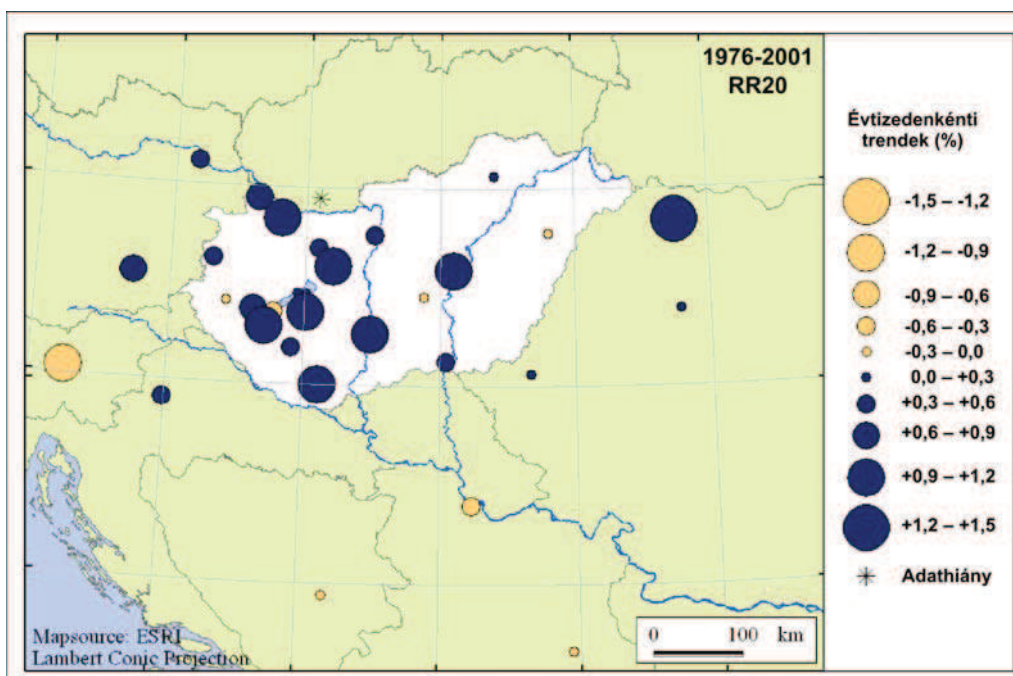 1976-2001
RR20
Évtizedenkénti
trendek (%)
-1,5 – -1,2
-1,2 – -0,9
-0,9 – -0,6
-0,6 – -0,3
-0,3 – 0,0
0,0 – +0,3
+0,3 – +0,6
+0,6 – +0,9
+0,9 – +1,2
+1,2 – +1,5
Adathiány
Mapsource: ESRI
Lambert Conic Projection
0 100 km